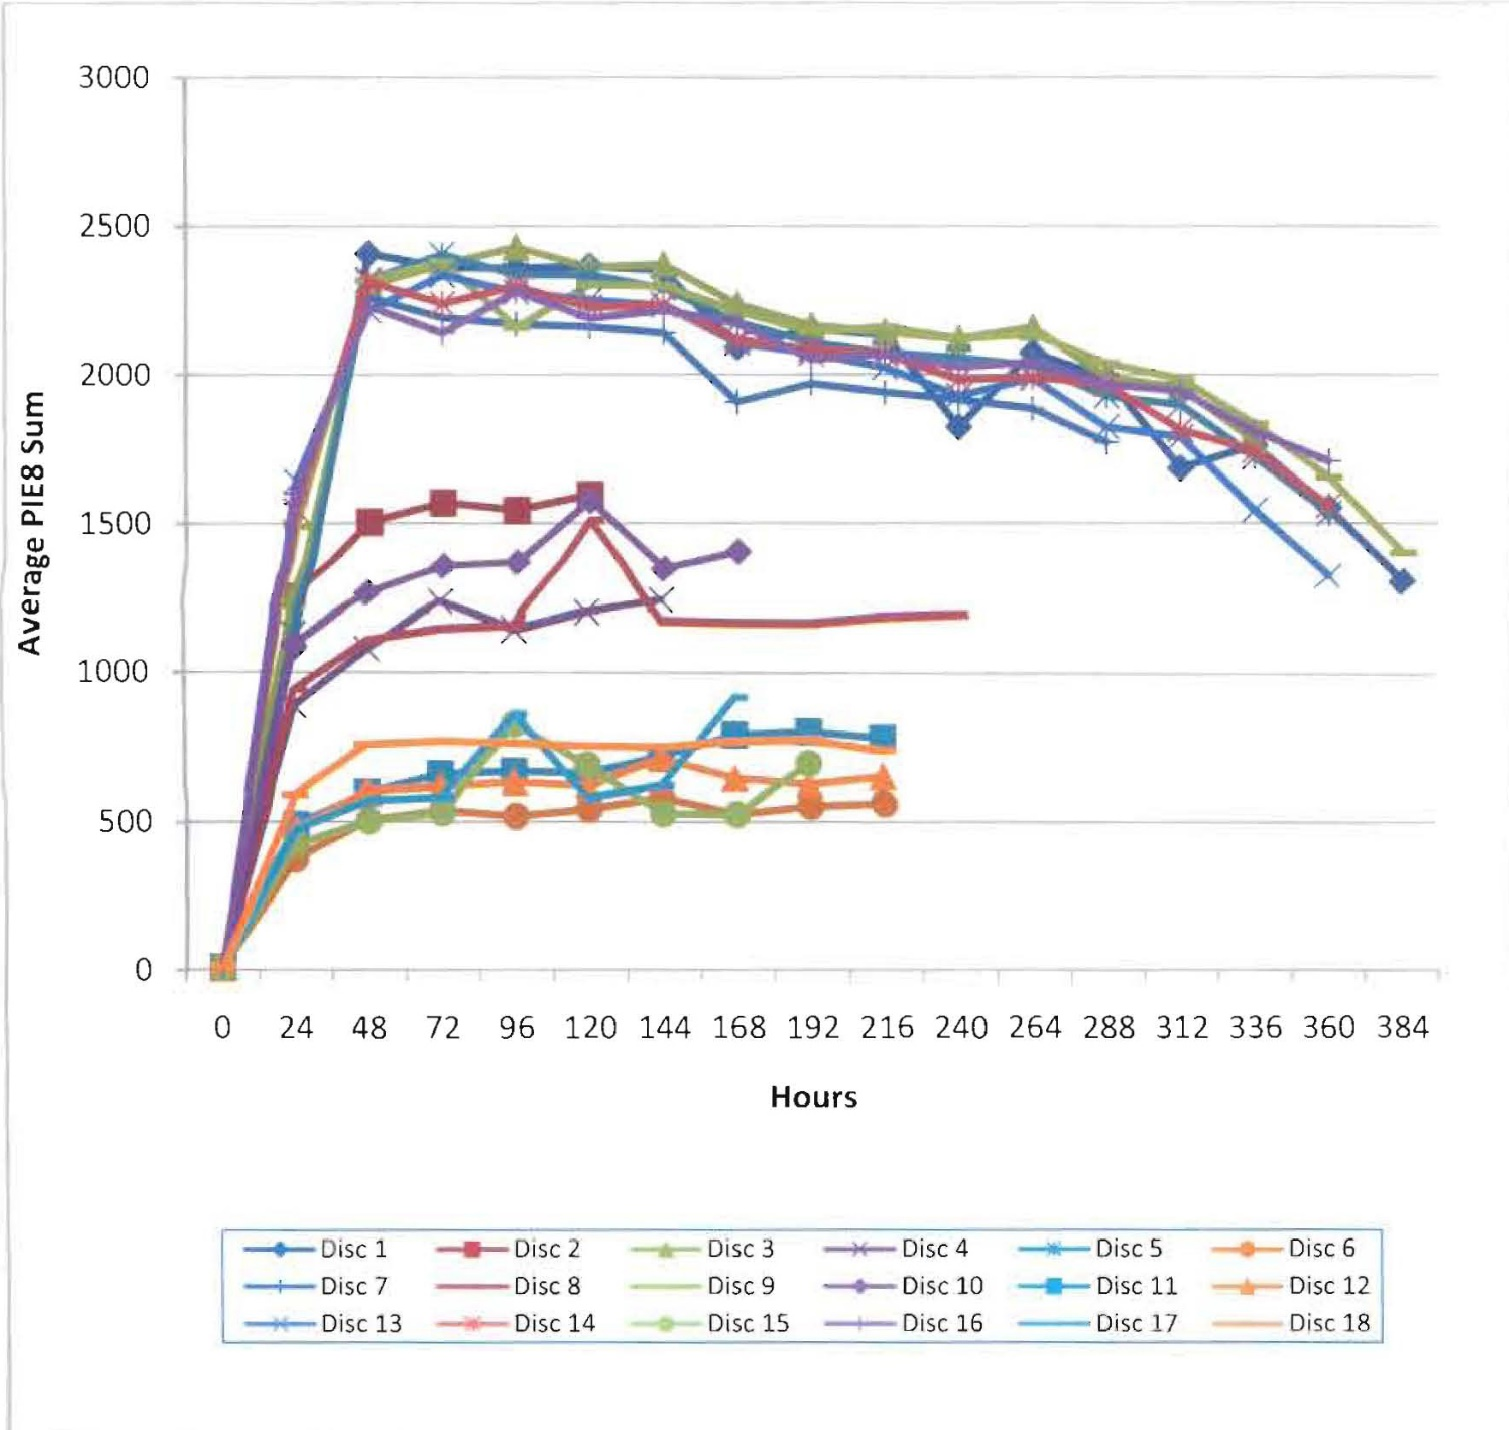 3000
2500
2000
1500
1000
500
0
Average PIE8 Sum
0 24 48 72 96 120 144 168 192 216 240 264 288 312 336 360 384
Hours
Disc 1 Disc 2 Disc 3 Disc 4 Disc 5 Disc 6
Disc 7 Disc 8 Disc 9 Disc 10 Disc 11 Disc 12
Disc 13 Disc 14 Disc 15 Disc 16 Disc 17 Disc 18